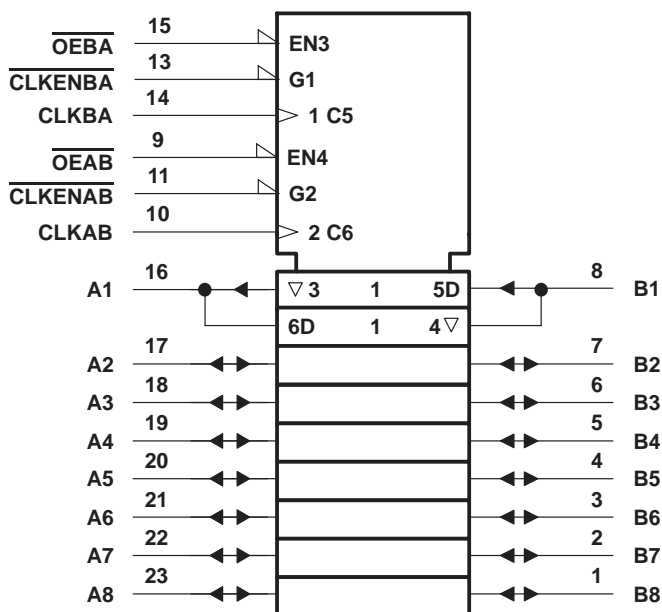 15
OEBA
EN3
13
CLKENBA
G1
14
CLKBA
1 C5
9
OEAB
EN4
11
CLKENAB
G2
10
CLKAB
2 C6
16
A1
▽ 3 1 5D
8
B1
6D 1 4 ▽
17
A2
7
B2
18
A3
6
B3
19
A4
5
B4
20
A5
4
B5
21
A6
3
B6
22
A7
2
B7
23
A8
1
B8